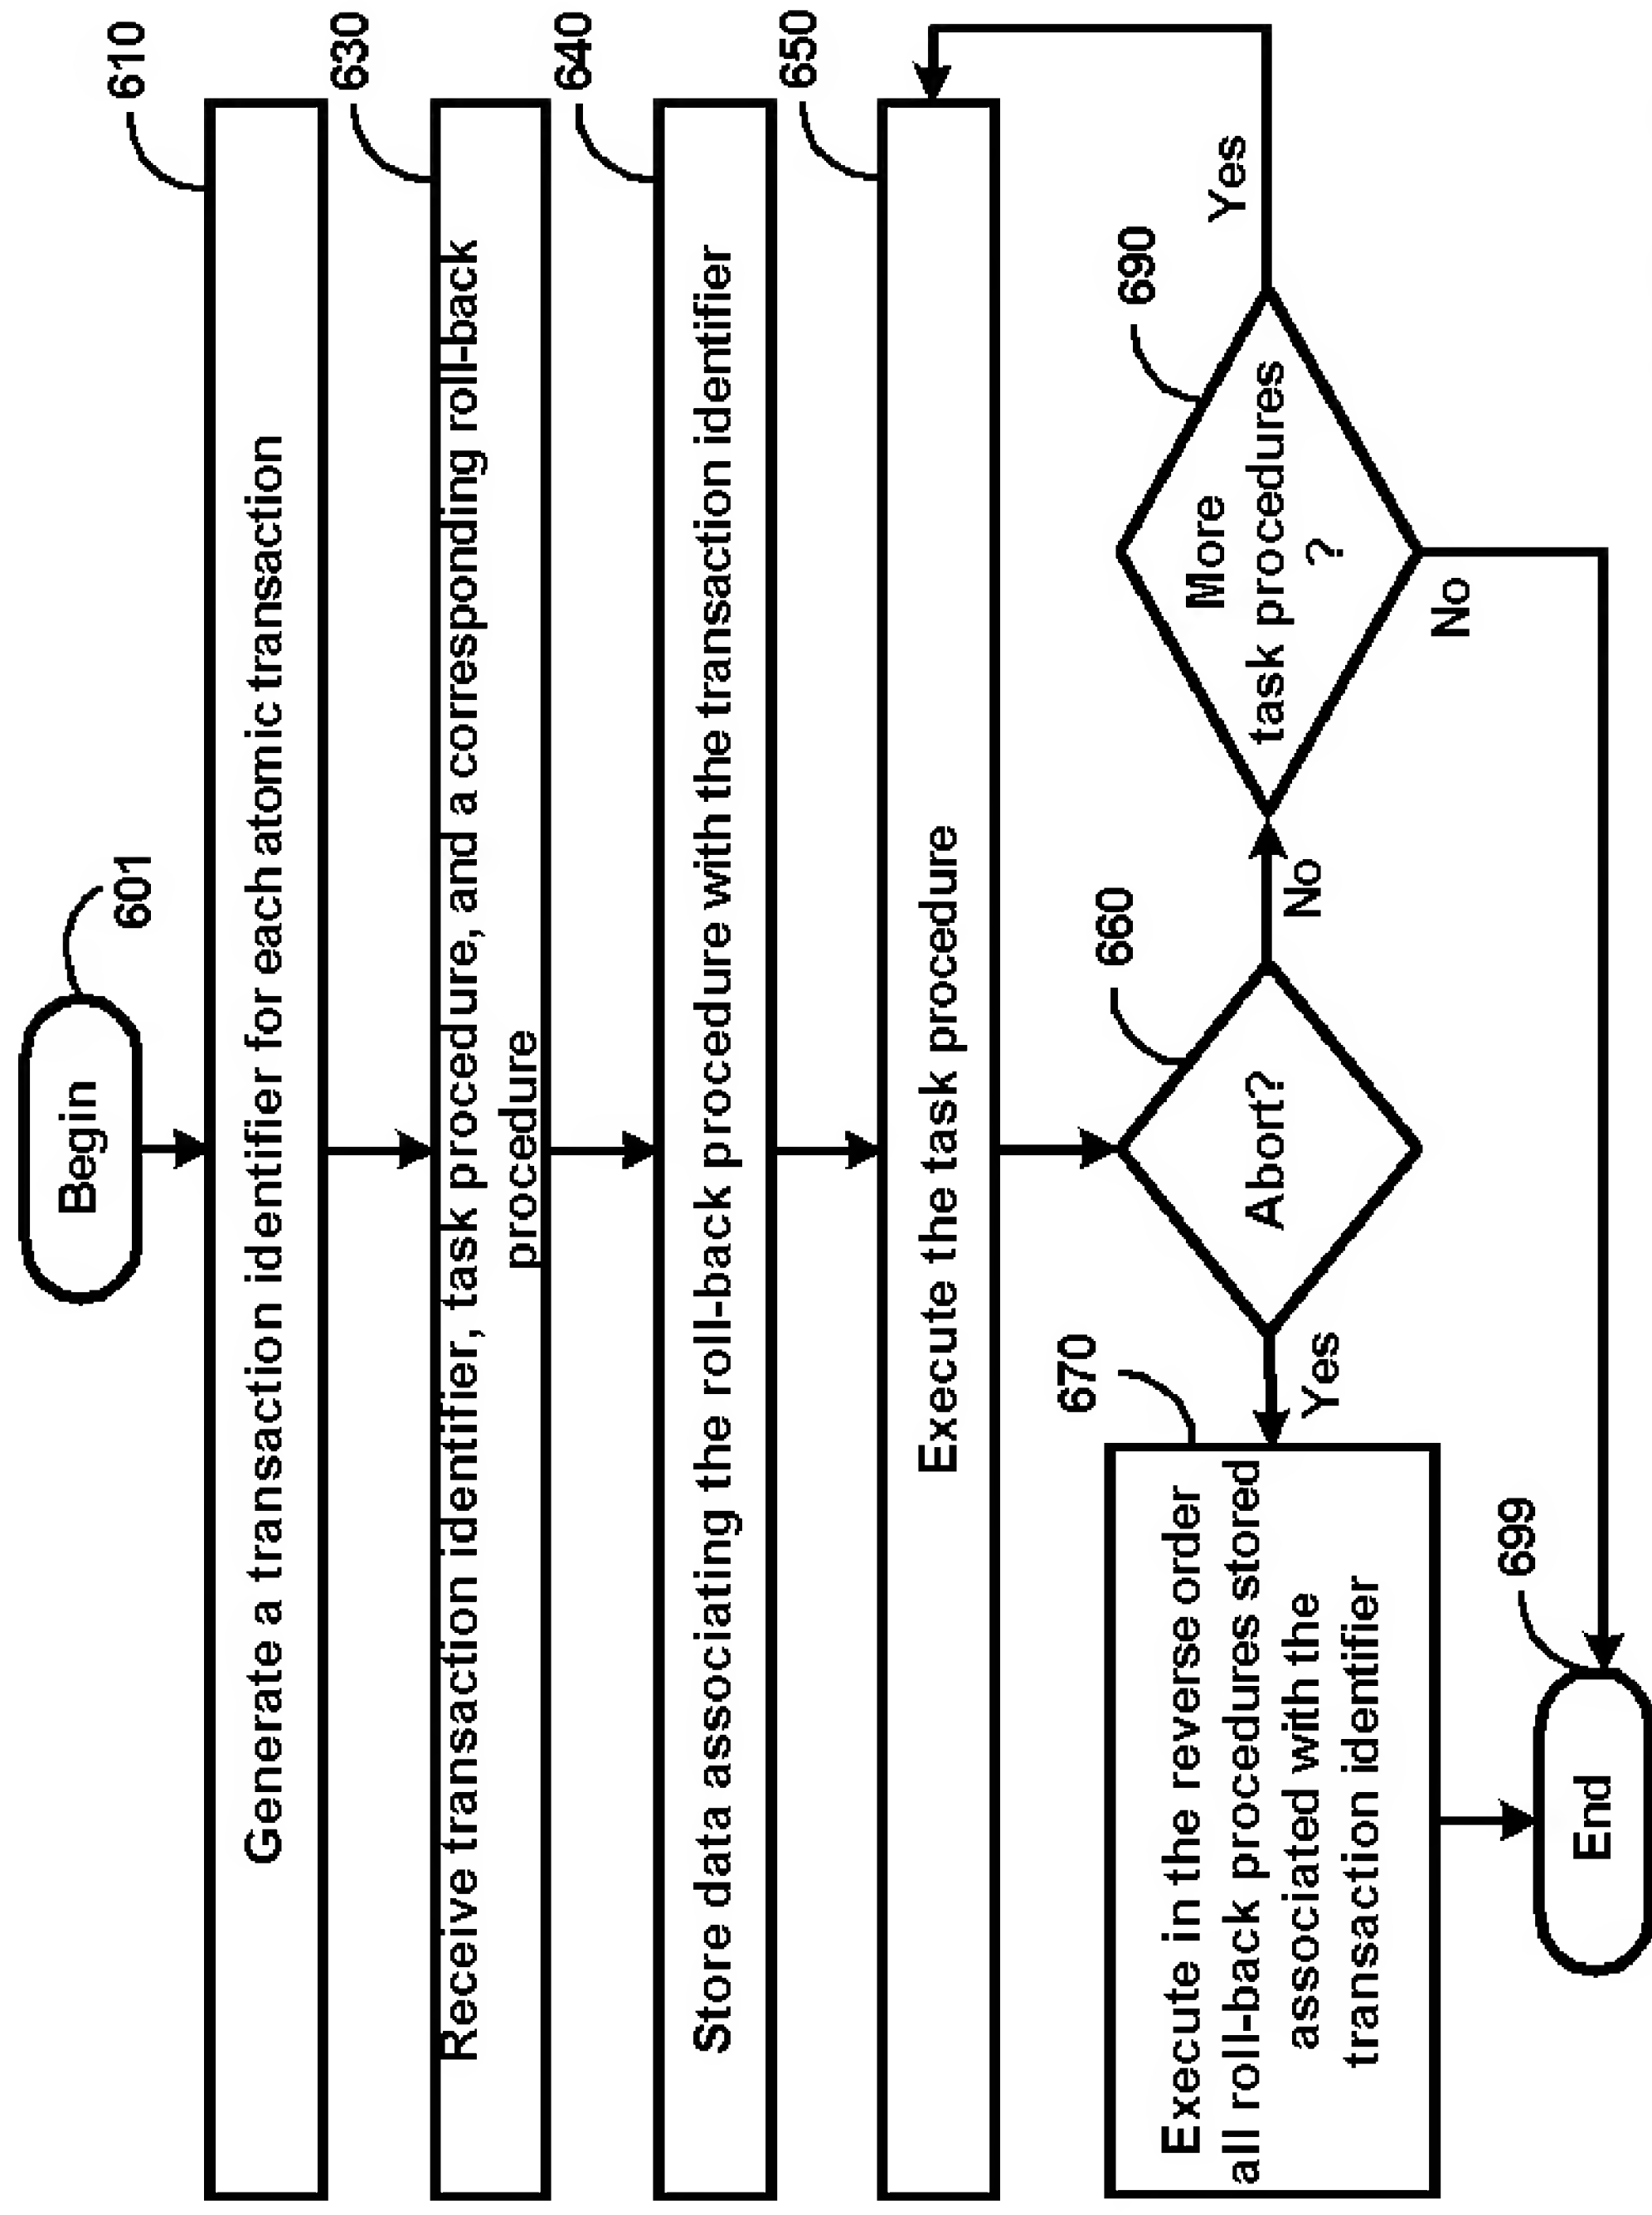 Begin
601
610
Generate a transaction identifier for each atomic transaction
630
Receive transaction identifier, task procedure, and a corresponding roll-back
procedure
640
Store data associating the roll-back procedure with the transaction identifier
650
Execute the task procedure
660
Abort?
Yes
No
670
Execute in the reverse order
all roll-back procedures stored
associated with the
transaction identifier
690
More
task procedures
?
Yes
No
699
End